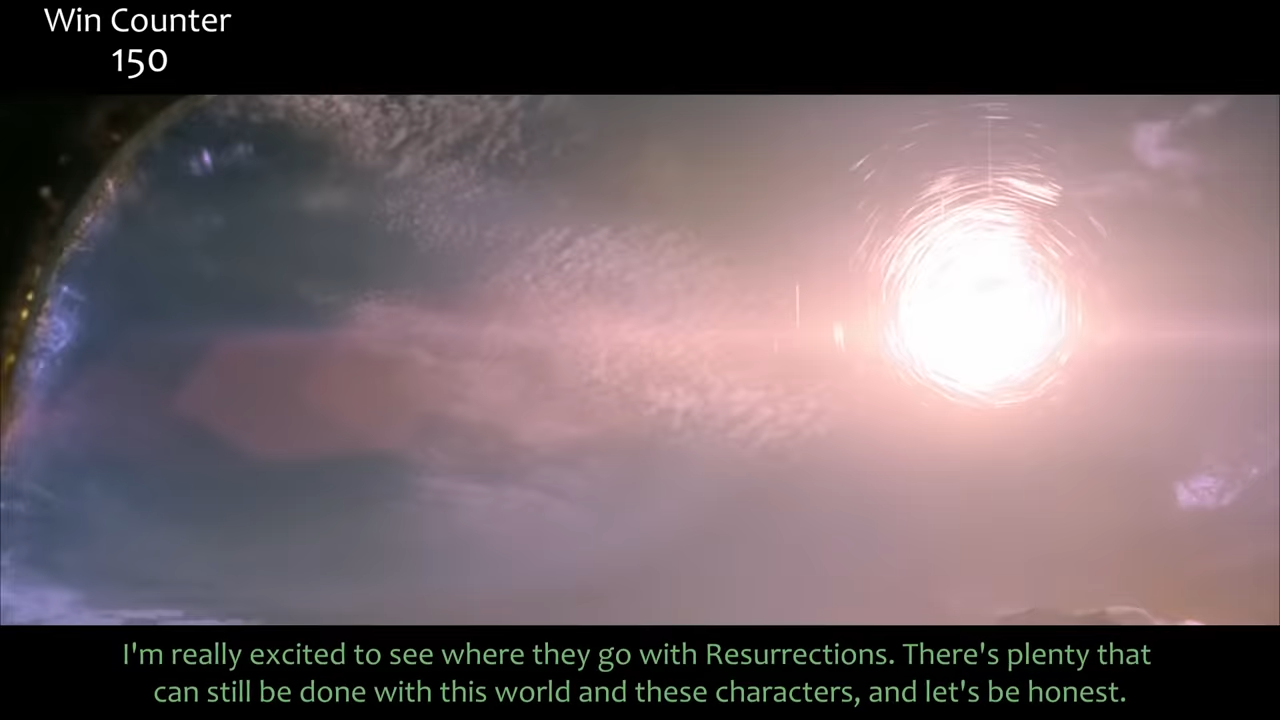 Win Counter
150
I'm really excited to see where they go with Resurrections. There's plenty that
can still be done with this world and these characters, and let's be honest.